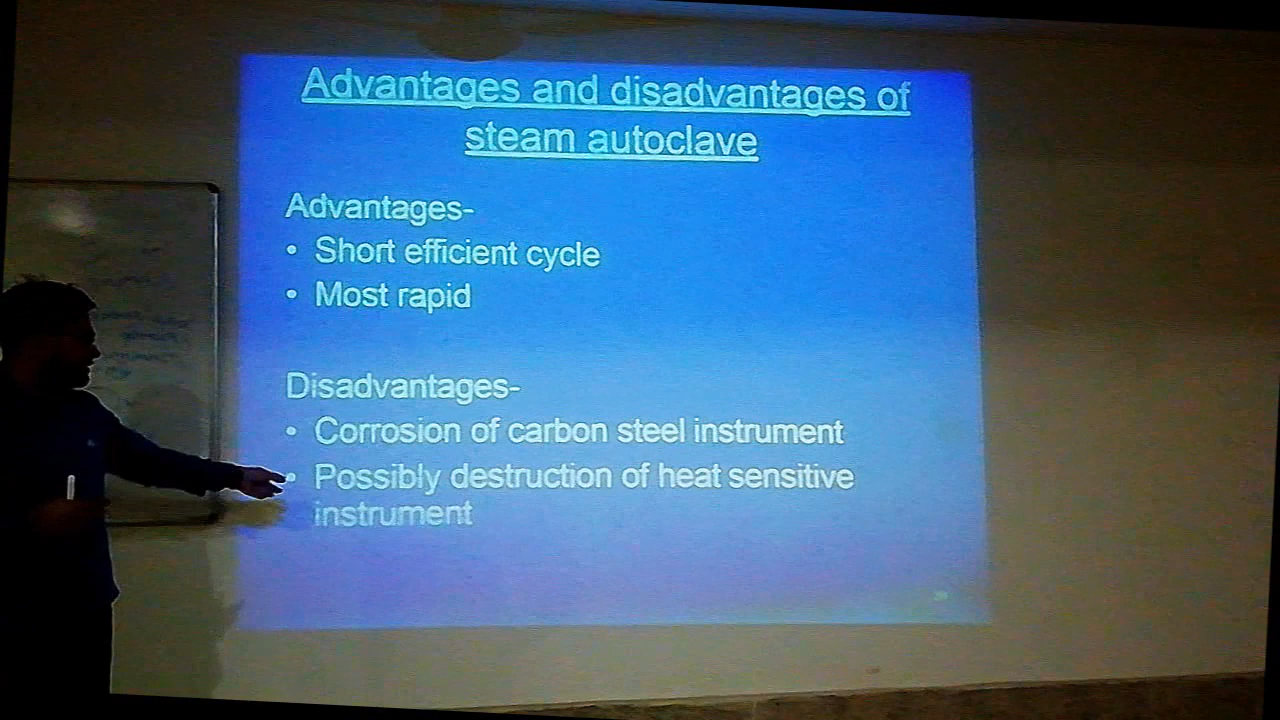 Advantages and disadvantages of
steam autoclave
Advantages-
• Short efficient cycle
• Most rapid
Disadvantages-
• Corrosion of carbon steel instrument
• Possibly destruction of heat sensitive
instrument